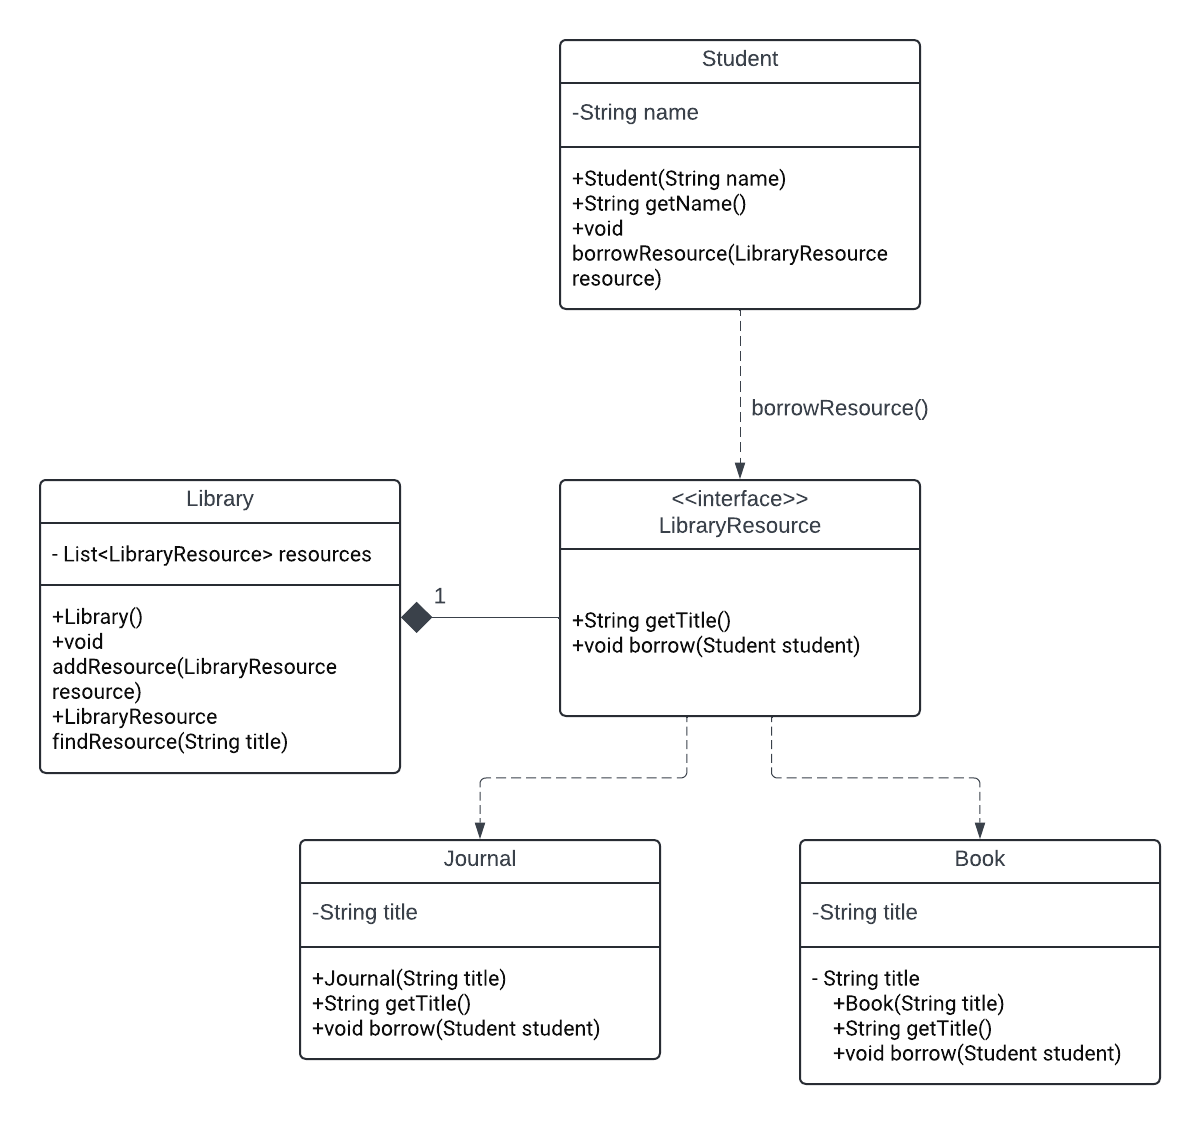 Student
-String name
+Student(String name)
+String getName()
+void
borrowResource(LibraryResource
resource)
borrowResource()
Library
- List<LibraryResource> resources
+Library()
+void
addResource(LibraryResource
resource)
+LibraryResource
findResource(String title)
1
<<interface>>
LibraryResource
+String getTitle()
+void borrow(Student student)
Journal
-String title
+Journal(String title)
+String getTitle()
+void borrow(Student student)
Book
-String title
- String title
+Book(String title)
+String getTitle()
+void borrow(Student student)